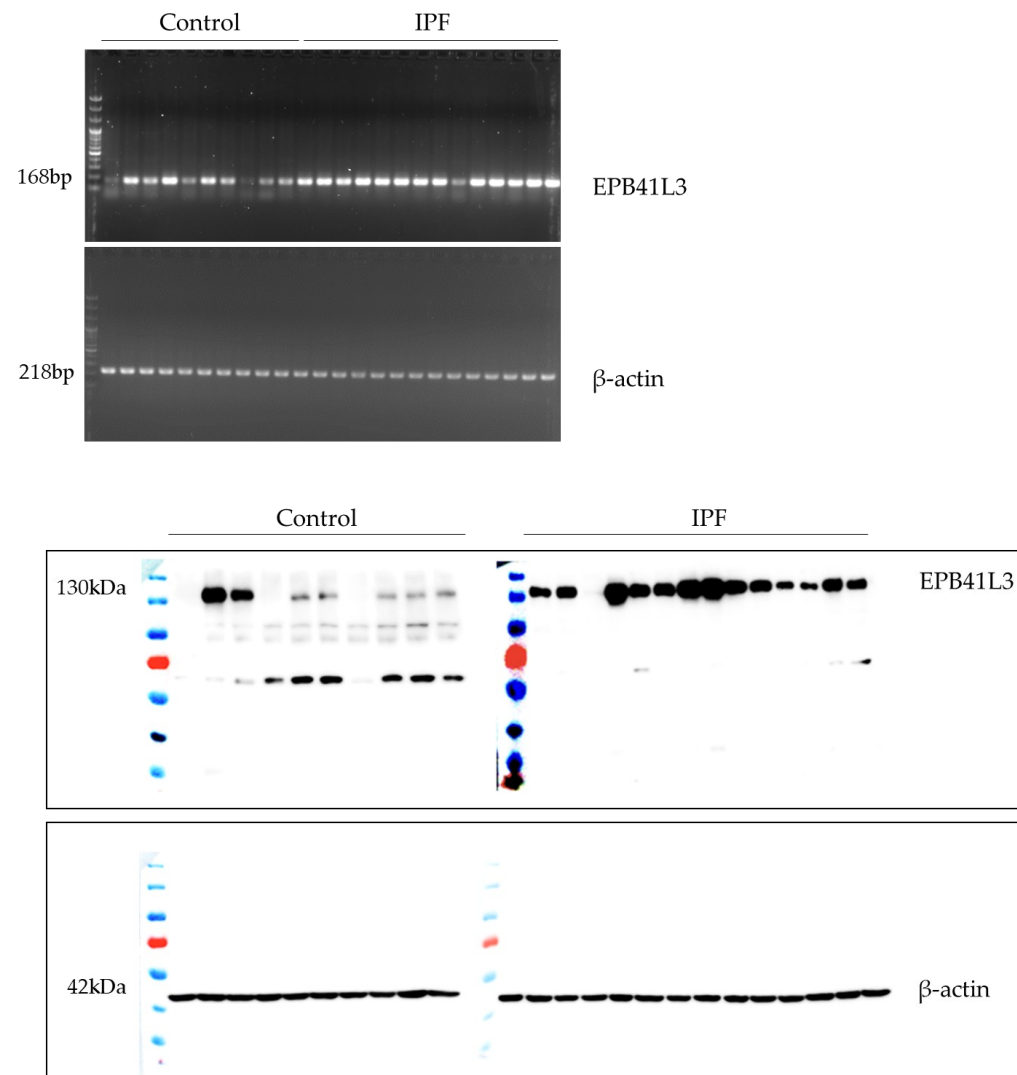 Control IPF
168bp EPB41L3
218bp β-actin
Control IPF
130kDa EPB41L3
42kDa β-actin